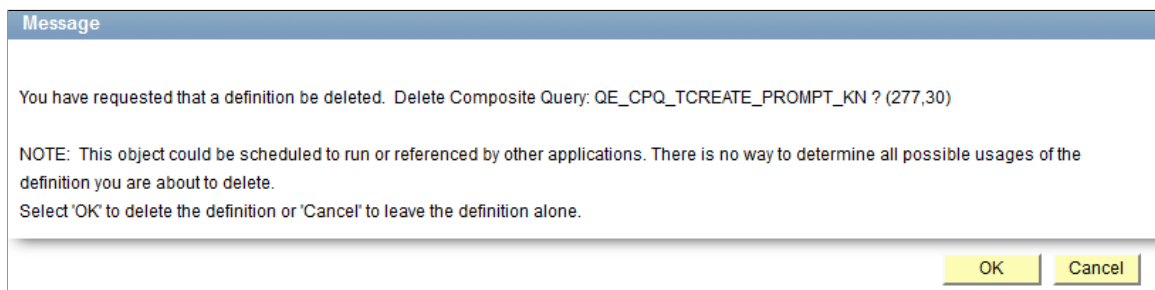 Message
You have requested that a definition be deleted.  Delete Composite Query: QE_CPQ_TCREATE_PROMPT_KN ? (277,30)
NOTE:  This object could be scheduled to run or referenced by other applications. There is no way to determine all possible usages of the
definition you are about to delete.
Select 'OK' to delete the definition or 'Cancel' to leave the definition alone.
OK Cancel